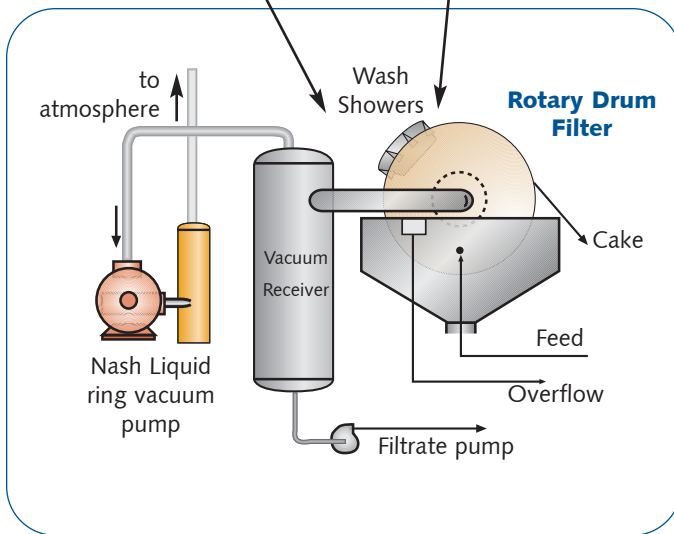 to
atmosphere
Wash
Showers
Rotary Drum
Filter
Cake
Vacuum
Receiver
Feed
Nash Liquid
ring vacuum
pump
Overflow
Filtrate pump